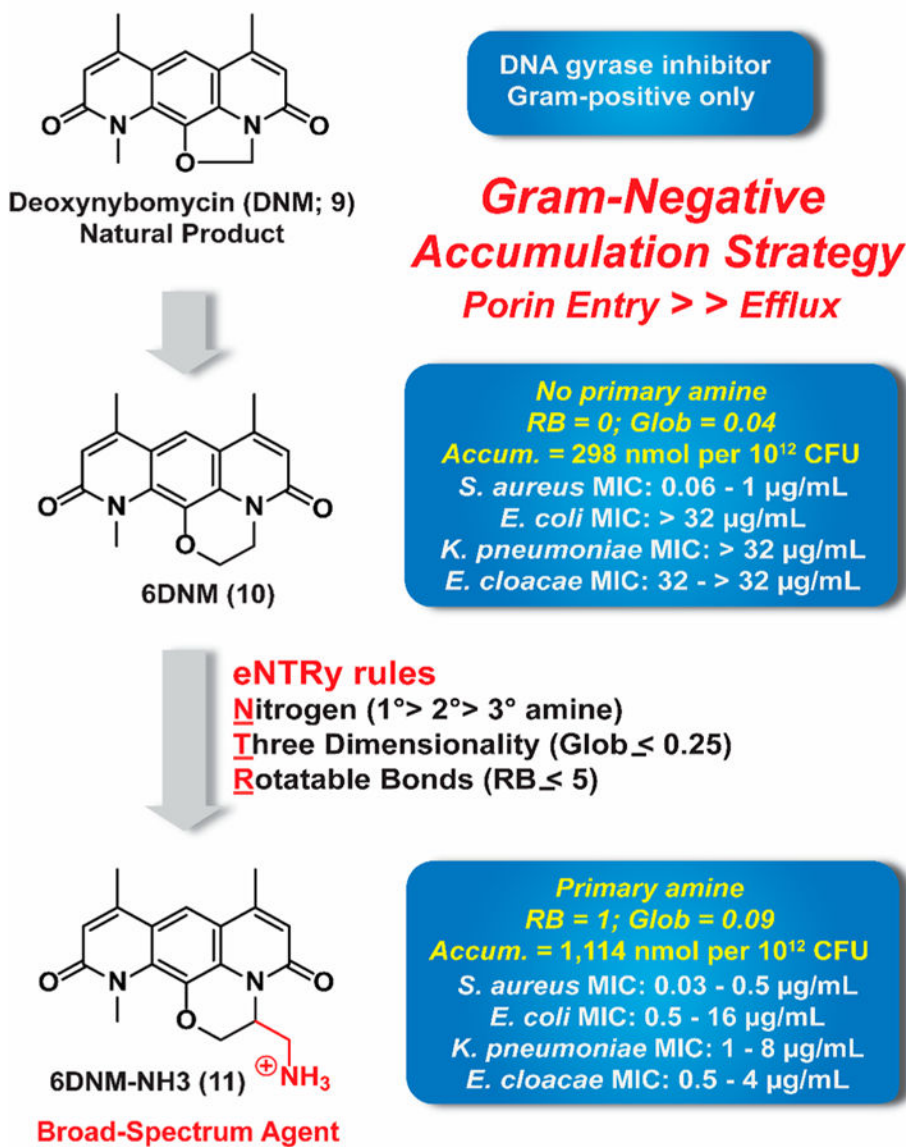 DNA gyrase inhibitor
Gram-positive only
O
N
N
O
O
Deoxynybomycin (DNM; 9)
Natural Product
Gram-Negative
Accumulation Strategy
Porin Entry > > Efflux
O
N
N
O
O
6DNM (10)
No primary amine
RB = 0; Glob = 0.04
Accum. = 298 nmol per 10¹² CFU
S. aureus MIC: 0.06 - 1 µg/mL
E. coli MIC: > 32 µg/mL
K. pneumoniae MIC: > 32 µg/mL
E. cloacae MIC: 32 - > 32 µg/mL
eNTRy rules
Nitrogen (1°> 2°> 3° amine)
Three Dimensionality (Glob ≤ 0.25)
Rotatable Bonds (RB ≤ 5)
O
N
N
O
O
⊕NH₃
6DNM-NH3 (11)
Broad-Spectrum Agent
Primary amine
RB = 1; Glob = 0.09
Accum. = 1,114 nmol per 10¹² CFU
S. aureus MIC: 0.03 - 0.5 µg/mL
E. coli MIC: 0.5 - 16 µg/mL
K. pneumoniae MIC: 1 - 8 µg/mL
E. cloacae MIC: 0.5 - 4 µg/mL